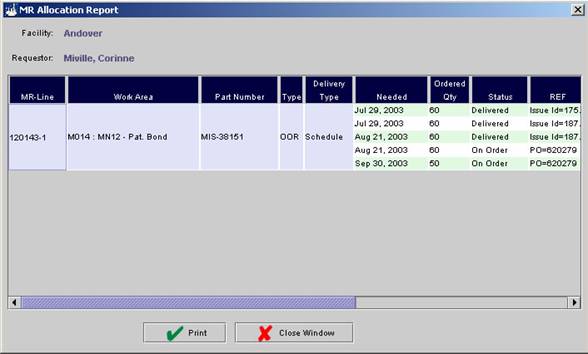 MR Allocation Report
Facility: Andover
Requestor: Miville, Corinne
MR-Line Work Area Part Number Type Delivery Type Needed Ordered Qty Status REF
Jul 29, 2003 60 Delivered Issue Id=175.
Jul 29, 2003 60 Delivered Issue Id=187.
120143-1 M014 : MN12 - Pat. Bond MIS-38151 OOR Schedule Aug 21, 2003 60 Delivered Issue Id=187.
Aug 21, 2003 60 On Order PO=620279
Sep 30, 2003 50 On Order PO=620279
Print Close Window